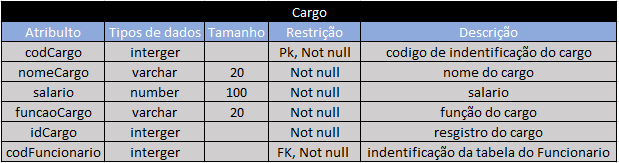 Cargo
Atribulto Tipos de dados Tamanho Restrição Descrição
codCargo interger Pk, Not null codigo de indentificação do cargo
nomeCargo varchar 20 Not null nome do cargo
salario number 100 Not null salario
funcaoCargo varchar 20 Not null função do cargo
idCargo interger Not null resgistro do cargo
codFuncionario interger FK, Not null indentificação da tabela do Funcionario